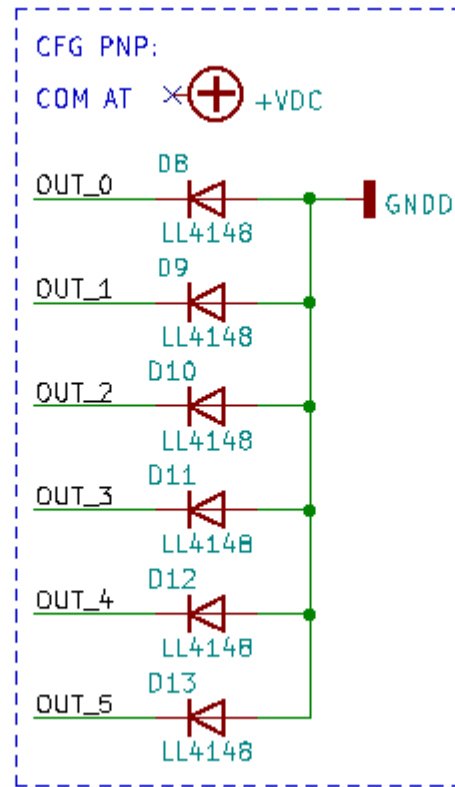 CFG PNP:
COM AT +VDC
D8
OUT_0
GNDD
LL4148
D9
OUT_1
LL4148
D10
OUT_2
LL4148
D11
OUT_3
LL4148
D12
OUT_4
LL4148
D13
OUT_5
LL4148